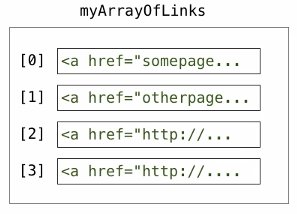 myArrayOfLinks
[0] <a href="somepage...
[1] <a href="otherpage...
[2] <a href="http://...
[3] <a href="http://....